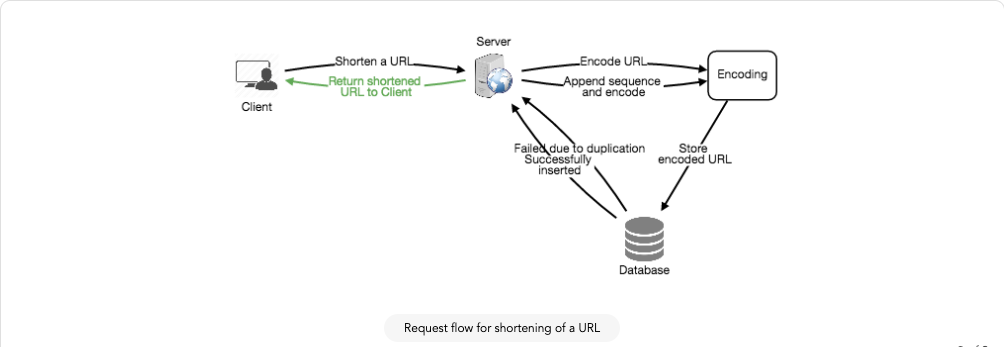 Server
Shorten a URL
Encode URL
Return shortened
URL to Client
Append sequence
and encode
Encoding
Client
Failed due to duplication
Successfully
inserted
Store
encoded URL
Database
Request flow for shortening of a URL